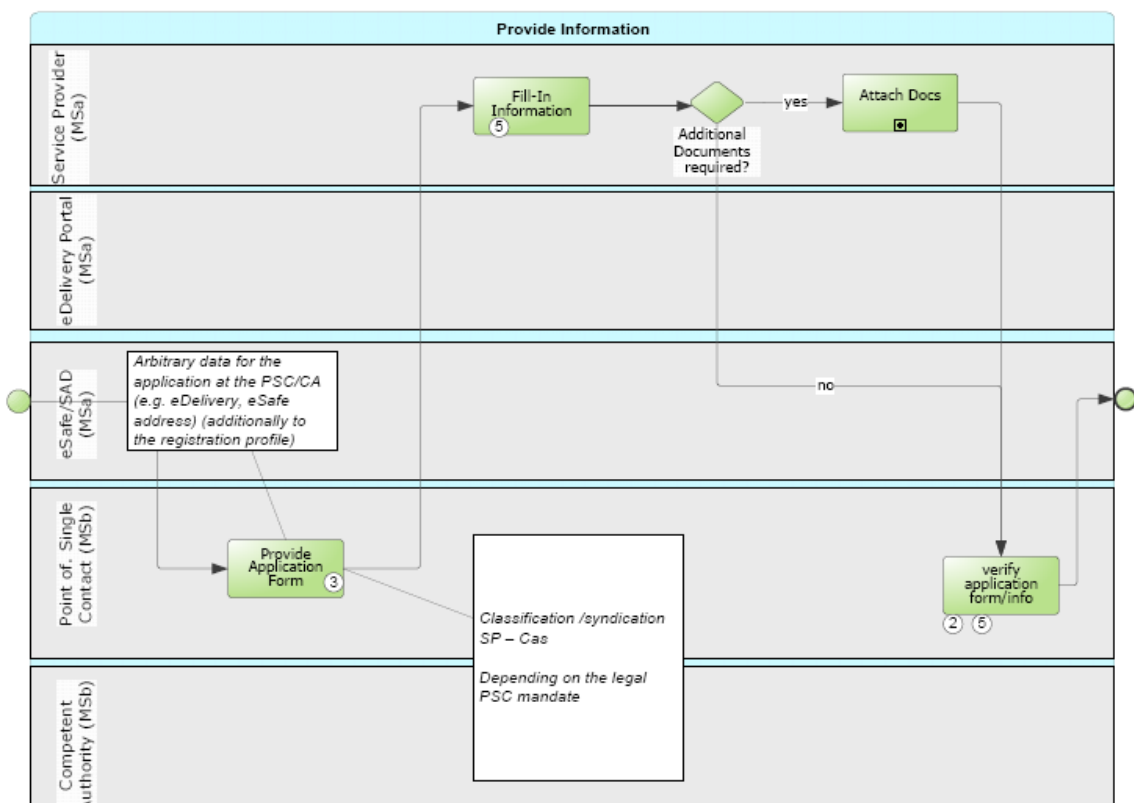 Provide Information
Service Provider
(MSa)
Fill-In
Information
5
Additional
Documents
required?
yes
Attach Docs
eDelivery Portal
(MSa)
eSafe/SAD
(MSa)
Arbitrary data for the
application at the PSC/CA
(e.g. eDelivery, eSafe
address) (additionally to
the registration profile)
no
Point of. Single
Contact (MSb)
Provide
Application
Form
3
Classification /syndication
SP – Cas
Depending on the legal
PSC mandate
verify
application
form/info
2
5
Competent
Authority (MSb)